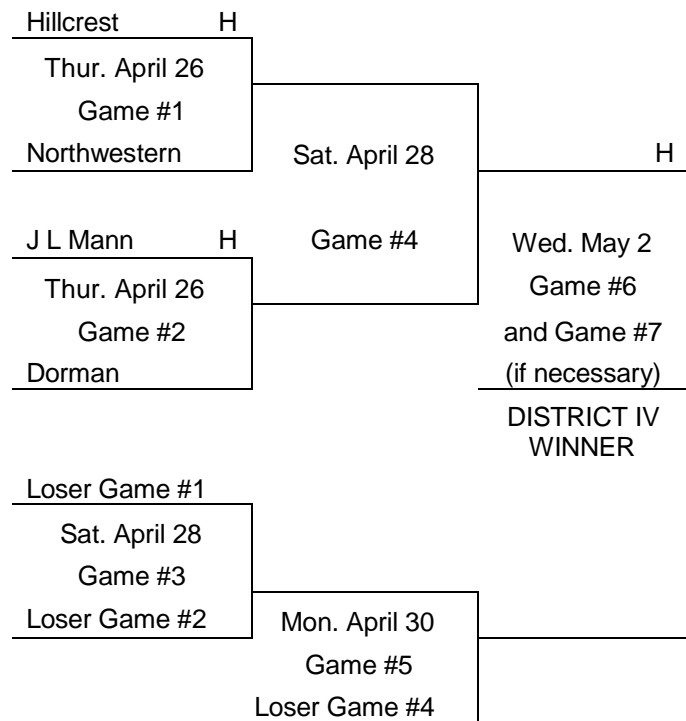 Hillcrest H
Thur. April 26
Game #1
Northwestern
J L Mann H
Thur. April 26
Game #2
Dorman
Sat. April 28
Game #4
H
Wed. May 2
Game #6
and Game #7
(if necessary)
DISTRICT IV
WINNER
Loser Game #1
Sat. April 28
Game #3
Loser Game #2
Mon. April 30
Game #5
Loser Game #4